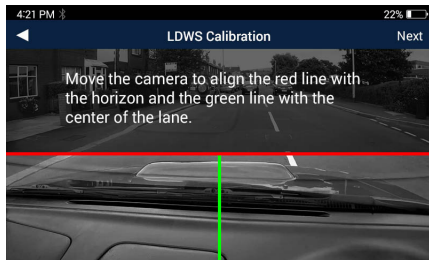 4:21 PM 22%
LDWS Calibration Next
Move the camera to align the red line with
the horizon and the green line with the
center of the lane.